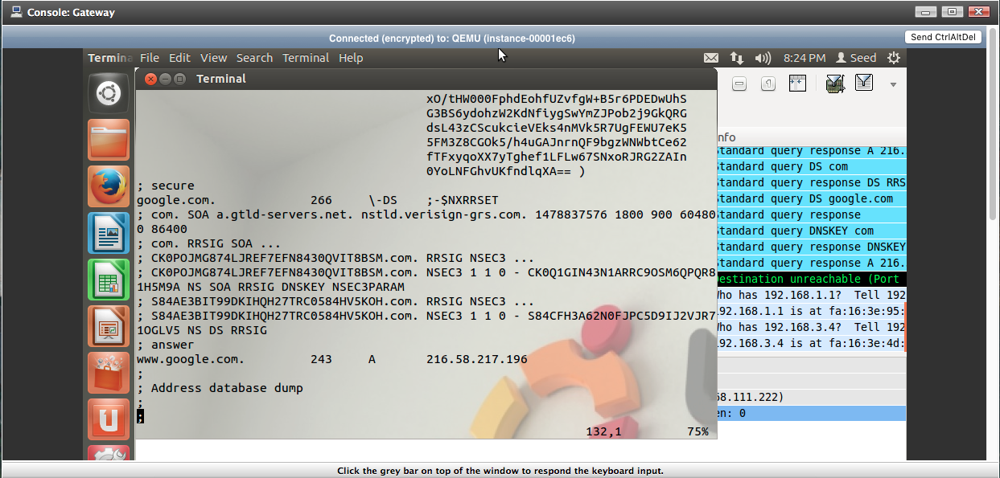 Console: Gateway
Connected (encrypted) to: QEMU (instance-00001ec6)
Send CtrlAltDel
Termina File Edit View Search Terminal Help 8:24 PM Seed
Terminal
xO/tHW000FphdEohfUZvfgW+B5r6PDEDwUhS
G3BS6ydohzW2KdNfiygSwYmZJPob2j9GkQRG
dsL43zCScukcieVEks4nMVk5R7UgFEWU7eK5
5FM3Z8CGOk5/h4uGAJnrnQF9bgzWNWbtCe62
fTFxyqoXX7yTghef1LFLw67SNxoRJRG2ZAIn
0YoLNFGhvUKfndlqXA== )
; secure
google.com. 266 \-DS ;-$NXRRSET
; com. SOA a.gtld-servers.net. nstld.verisign-grs.com. 1478837576 1800 900 60480
0 86400
; com. RRSIG SOA ...
; CK0POJMG874LJREF7EFN8430QVIT8BSM.com. RRSIG NSEC3 ...
; CK0POJMG874LJREF7EFN8430QVIT8BSM.com. NSEC3 1 1 0 - CK0Q1GIN43N1ARRC9OSM6QPQR8
1H5M9A NS SOA RRSIG DNSKEY NSEC3PARAM
; S84AE3BIT99DKIHQH27TRC0584HV5KOH.com. RRSIG NSEC3 ...
; S84AE3BIT99DKIHQH27TRC0584HV5KOH.com. NSEC3 1 1 0 - S84CFH3A62N0FJPC5D9IJ2VJR7
1OGLV5 NS DS RRSIG
; answer
www.google.com. 243 A 216.58.217.196
;
; Address database dump
;
;
132,1 75%
nfo
Standard query response A 216.
Standard query DS com
Standard query response DS RRS
Standard query DS google.com
Standard query response
Standard query DNSKEY com
Standard query response DNSKEY
Standard query response A 216.
Destination unreachable (Port
Who has 192.168.1.1? Tell 192
192.168.1.1 is at fa:16:3e:95:
Who has 192.168.3.4? Tell 192
192.168.3.4 is at fa:16:3e:4d:
68.111.222)
en: 0
Click the grey bar on top of the window to respond the keyboard input.